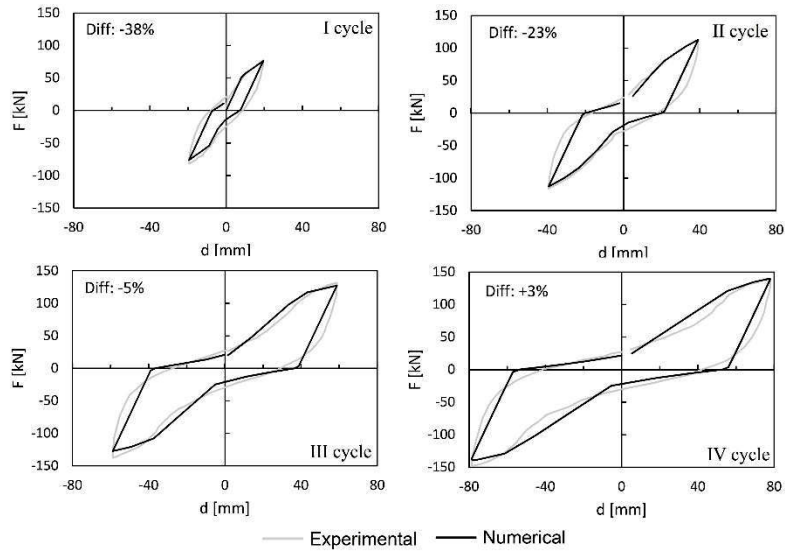 Diff: -38%
I cycle
F [kN]
150
100
50
0
-50
-100
-150
-80
-40
0
40
80
d [mm]
Diff: -23%
II cycle
F [kN]
150
100
50
0
-50
-100
-150
-80
-40
0
40
80
d [mm]
Diff: -5%
III cycle
F [kN]
150
100
50
0
-50
-100
-150
-80
-40
0
40
80
d [mm]
Diff: +3%
IV cycle
F [kN]
150
100
50
0
-50
-100
-150
-80
-40
0
40
80
d [mm]
Experimental
Numerical